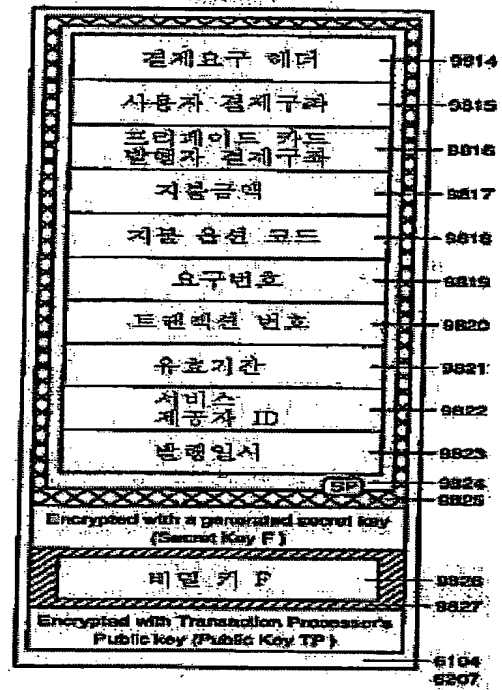 결제요구 헤더
9814
사용자 결제구좌
9815
프리페이드 카드
발행자 결제구좌
9816
지불금액
9817
지불 옵션 코드
9818
요구번호
9819
트랜잭션 번호
9820
유효기간
9821
서비스
제공자 ID
9822
발행일시
9823
SP
9824
9825
Encrypted with a generated secret key
(Secret Key F)
비밀 키 F
9826
9827
Encrypted with Transaction Processor's
Public key (Public Key TP)
6104
6207